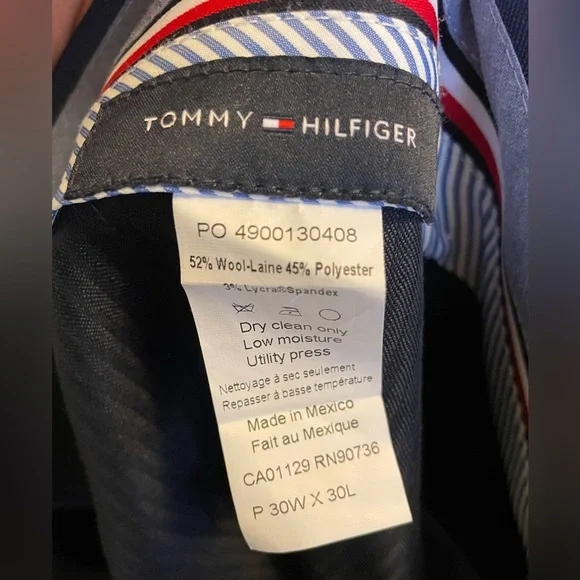 TOMMY HILFIGER
PO 4900130408
52% Wool-Laine 45% Polyester
3% Lycra®Spandex
Dry clean only
Low moisture
Utility press
Nettoyage à sec seulement
Repasser à basse température
Made in Mexico
Fait au Mexique
CA01129 RN90736
P 30W X 30L